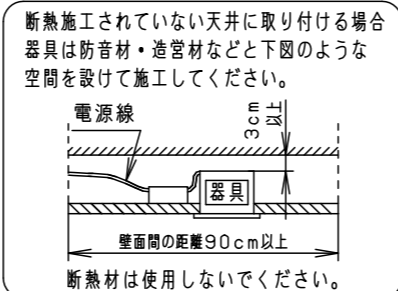 断熱施工されていない天井に取り付ける場合
器具は防音材・造営材などと下図のような
空間を設けて施工してください。
電源線
3cm
以上
器具
壁面間の距離90cm以上
断熱材は使用しないでください。